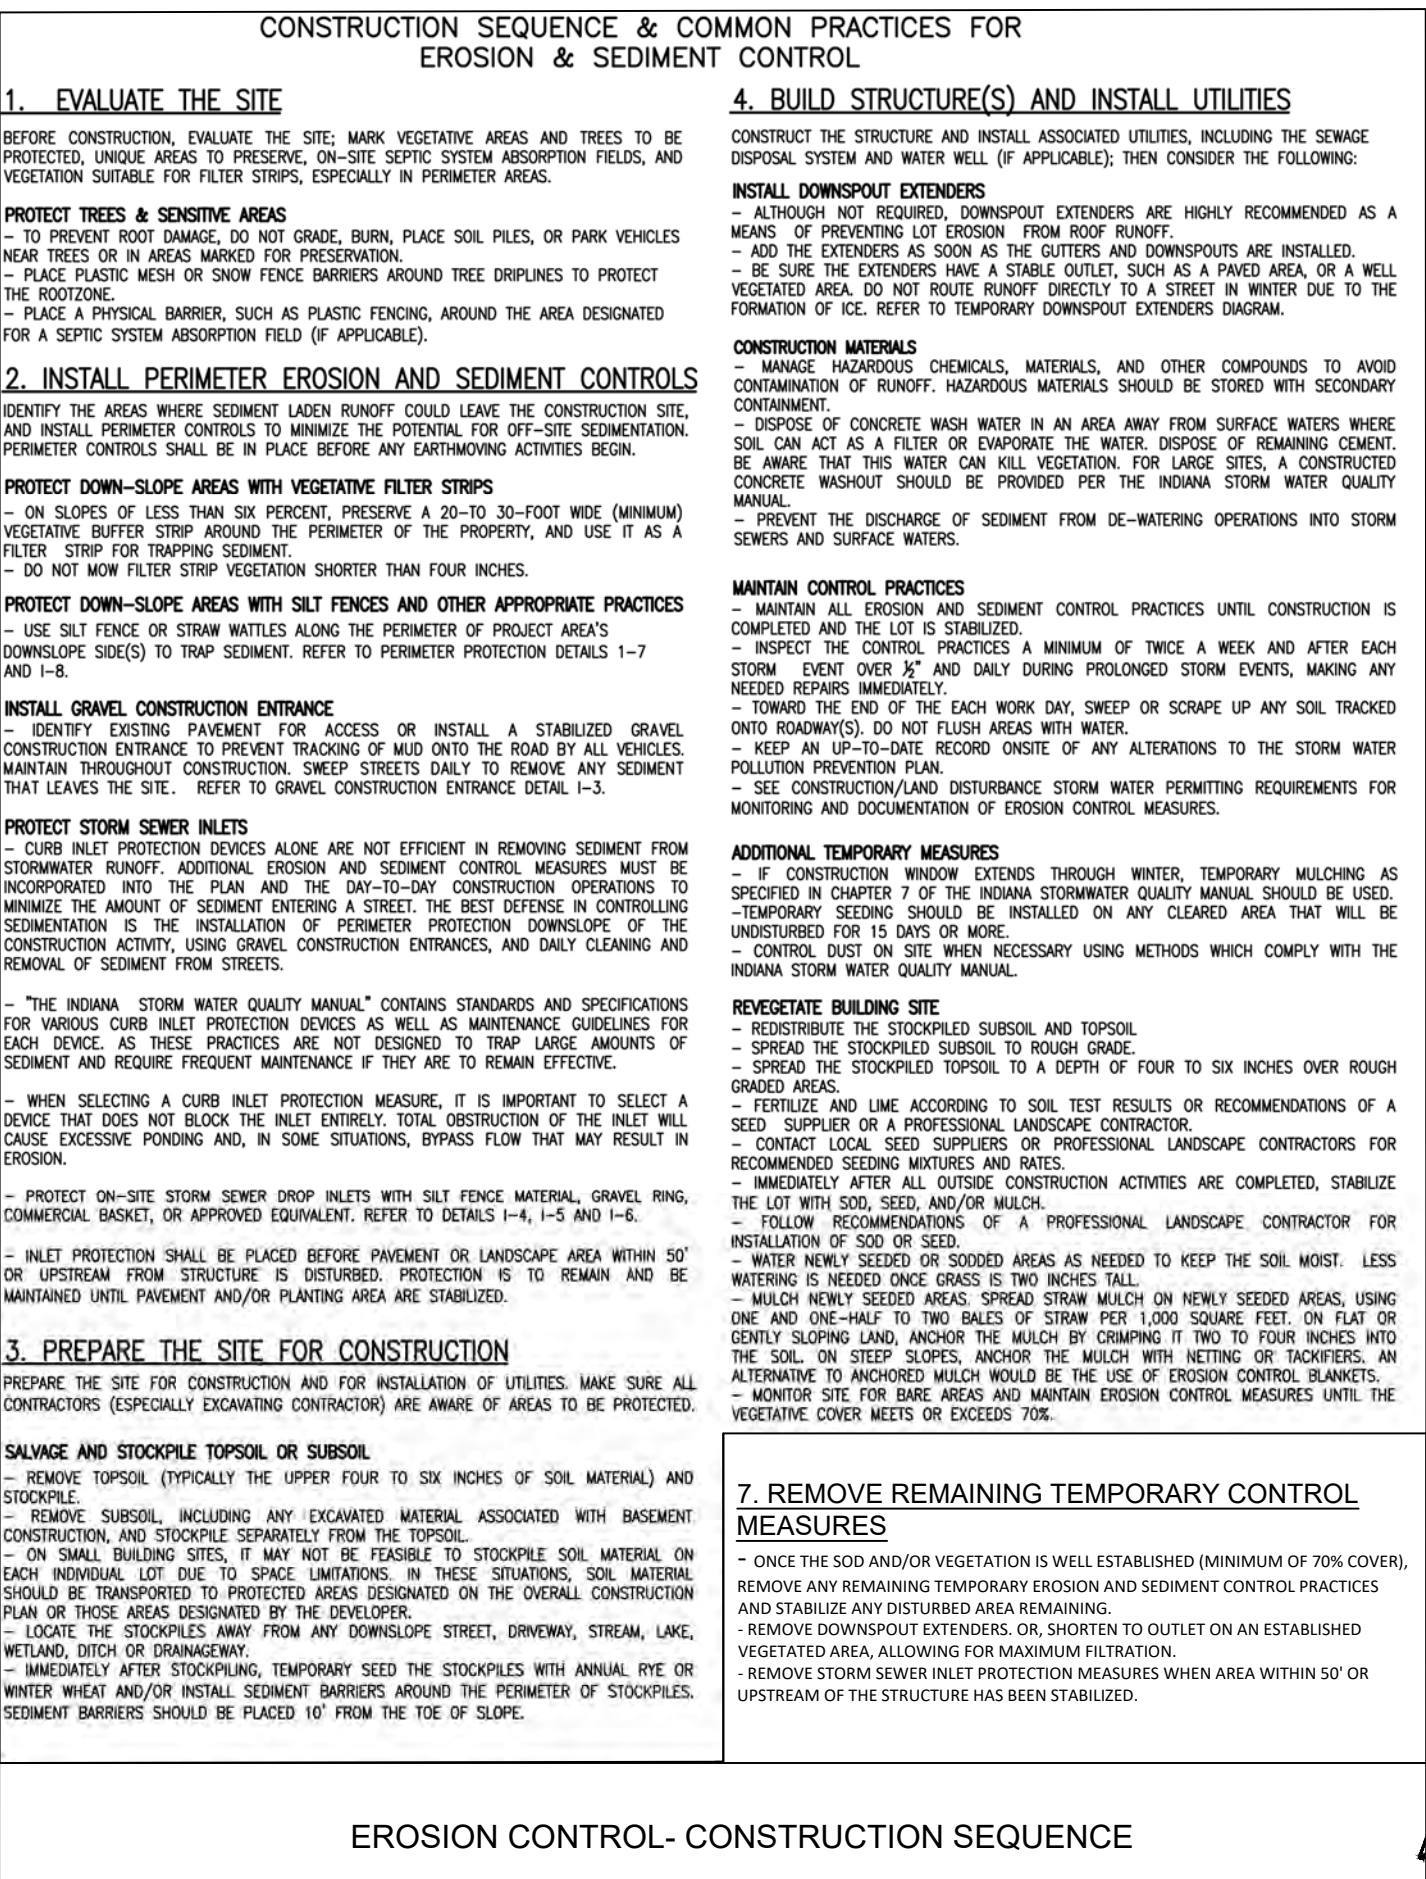 CONSTRUCTION SEQUENCE & COMMON PRACTICES FOR
EROSION & SEDIMENT CONTROL
1. EVALUATE THE SITE
BEFORE CONSTRUCTION, EVALUATE THE SITE; MARK VEGETATIVE AREAS AND TREES TO BE
PROTECTED, UNIQUE AREAS TO PRESERVE, ON-SITE SEPTIC SYSTEM ABSORPTION FIELDS, AND
VEGETATION SUITABLE FOR FILTER STRIPS, ESPECIALLY IN PERIMETER AREAS.
PROTECT TREES & SENSITIVE AREAS
- TO PREVENT ROOT DAMAGE, DO NOT GRADE, BURN, PLACE SOIL PILES, OR PARK VEHICLES
NEAR TREES OR IN AREAS MARKED FOR PRESERVATION.
- PLACE PLASTIC MESH OR SNOW FENCE BARRIERS AROUND TREE DRIPLINES TO PROTECT
THE ROOTZONE.
- PLACE A PHYSICAL BARRIER, SUCH AS PLASTIC FENCING, AROUND THE AREA DESIGNATED
FOR A SEPTIC SYSTEM ABSORPTION FIELD (IF APPLICABLE).
2. INSTALL PERIMETER EROSION AND SEDIMENT CONTROLS
IDENTIFY THE AREAS WHERE SEDIMENT LADEN RUNOFF COULD LEAVE THE CONSTRUCTION SITE,
AND INSTALL PERIMETER CONTROLS TO MINIMIZE THE POTENTIAL FOR OFF-SITE SEDIMENTATION.
PERIMETER CONTROLS SHALL BE IN PLACE BEFORE ANY EARTHMOVING ACTIVITIES BEGIN.
PROTECT DOWN-SLOPE AREAS WITH VEGETATIVE FILTER STRIPS
- ON SLOPES OF LESS THAN SIX PERCENT, PRESERVE A 20-TO 30-FOOT WIDE (MINIMUM)
VEGETATIVE BUFFER STRIP AROUND THE PERIMETER OF THE PROPERTY, AND USE IT AS A
FILTER STRIP FOR TRAPPING SEDIMENT.
- DO NOT MOW FILTER STRIP VEGETATION SHORTER THAN FOUR INCHES.
PROTECT DOWN-SLOPE AREAS WITH SILT FENCES AND OTHER APPROPRIATE PRACTICES
- USE SILT FENCE OR STRAW WATTLES ALONG THE PERIMETER OF PROJECT AREA'S
DOWNSLOPE SIDE(S) TO TRAP SEDIMENT. REFER TO PERIMETER PROTECTION DETAILS 1-7
AND I-8.
INSTALL GRAVEL CONSTRUCTION ENTRANCE
- IDENTIFY EXISTING PAVEMENT FOR ACCESS OR INSTALL A STABILIZED GRAVEL
CONSTRUCTION ENTRANCE TO PREVENT TRACKING OF MUD ONTO THE ROAD BY ALL VEHICLES.
MAINTAIN THROUGHOUT CONSTRUCTION. SWEEP STREETS DAILY TO REMOVE ANY SEDIMENT
THAT LEAVES THE SITE. REFER TO GRAVEL CONSTRUCTION ENTRANCE DETAIL I-3.
PROTECT STORM SEWER INLETS
- CURB INLET PROTECTION DEVICES ALONE ARE NOT EFFICIENT IN REMOVING SEDIMENT FROM
STORMWATER RUNOFF. ADDITIONAL EROSION AND SEDIMENT CONTROL MEASURES MUST BE
INCORPORATED INTO THE PLAN AND THE DAY-TO-DAY CONSTRUCTION OPERATIONS TO
MINIMIZE THE AMOUNT OF SEDIMENT ENTERING A STREET. THE BEST DEFENSE IN CONTROLLING
SEDIMENTATION IS THE INSTALLATION OF PERIMETER PROTECTION DOWNSLOPE OF THE
CONSTRUCTION ACTIVITY, USING GRAVEL CONSTRUCTION ENTRANCES, AND DAILY CLEANING AND
REMOVAL OF SEDIMENT FROM STREETS.
- "THE INDIANA STORM WATER QUALITY MANUAL" CONTAINS STANDARDS AND SPECIFICATIONS
FOR VARIOUS CURB INLET PROTECTION DEVICES AS WELL AS MAINTENANCE GUIDELINES FOR
EACH DEVICE. AS THESE PRACTICES ARE NOT DESIGNED TO TRAP LARGE AMOUNTS OF
SEDIMENT AND REQUIRE FREQUENT MAINTENANCE IF THEY ARE TO REMAIN EFFECTIVE.
- WHEN SELECTING A CURB INLET PROTECTION MEASURE, IT IS IMPORTANT TO SELECT A
DEVICE THAT DOES NOT BLOCK THE INLET ENTIRELY. TOTAL OBSTRUCTION OF THE INLET WILL
CAUSE EXCESSIVE PONDING AND, IN SOME SITUATIONS, BYPASS FLOW THAT MAY RESULT IN
EROSION.
- PROTECT ON-SITE STORM SEWER DROP INLETS WITH SILT FENCE MATERIAL, GRAVEL RING,
COMMERCIAL BASKET, OR APPROVED EQUIVALENT. REFER TO DETAILS I-4, I-5 AND I-6.
- INLET PROTECTION SHALL BE PLACED BEFORE PAVEMENT OR LANDSCAPE AREA WITHIN 50'
OR UPSTREAM FROM STRUCTURE IS DISTURBED. PROTECTION IS TO REMAIN AND BE
MAINTAINED UNTIL PAVEMENT AND/OR PLANTING AREA ARE STABILIZED.
3. PREPARE THE SITE FOR CONSTRUCTION
PREPARE THE SITE FOR CONSTRUCTION AND FOR INSTALLATION OF UTILITIES. MAKE SURE ALL
CONTRACTORS (ESPECIALLY EXCAVATING CONTRACTOR) ARE AWARE OF AREAS TO BE PROTECTED.
SALVAGE AND STOCKPILE TOPSOIL OR SUBSOIL
- REMOVE TOPSOIL (TYPICALLY THE UPPER FOUR TO SIX INCHES OF SOIL MATERIAL) AND
STOCKPILE.
- REMOVE SUBSOIL, INCLUDING ANY EXCAVATED MATERIAL ASSOCIATED WITH BASEMENT
CONSTRUCTION, AND STOCKPILE SEPARATELY FROM THE TOPSOIL.
- ON SMALL BUILDING SITES, IT MAY NOT BE FEASIBLE TO STOCKPILE SOIL MATERIAL ON
EACH INDIVIDUAL LOT DUE TO SPACE LIMITATIONS. IN THESE SITUATIONS, SOIL MATERIAL
SHOULD BE TRANSPORTED TO PROTECTED AREAS DESIGNATED ON THE OVERALL CONSTRUCTION
PLAN OR THOSE AREAS DESIGNATED BY THE DEVELOPER.
- LOCATE THE STOCKPILES AWAY FROM ANY DOWNSLOPE STREET, DRIVEWAY, STREAM, LAKE,
WETLAND, DITCH OR DRAINAGEWAY.
- IMMEDIATELY AFTER STOCKPILING, TEMPORARY SEED THE STOCKPILES WITH ANNUAL RYE OR
WINTER WHEAT AND/OR INSTALL SEDIMENT BARRIERS AROUND THE PERIMETER OF STOCKPILES.
SEDIMENT BARRIERS SHOULD BE PLACED 10' FROM THE TOE OF SLOPE.
4. BUILD STRUCTURE(S) AND INSTALL UTILITIES
CONSTRUCT THE STRUCTURE AND INSTALL ASSOCIATED UTILITIES, INCLUDING THE SEWAGE
DISPOSAL SYSTEM AND WATER WELL (IF APPLICABLE); THEN CONSIDER THE FOLLOWING:
INSTALL DOWNSPOUT EXTENDERS
- ALTHOUGH NOT REQUIRED, DOWNSPOUT EXTENDERS ARE HIGHLY RECOMMENDED AS A
MEANS OF PREVENTING LOT EROSION FROM ROOF RUNOFF.
- ADD THE EXTENDERS AS SOON AS THE GUTTERS AND DOWNSPOUTS ARE INSTALLED.
- BE SURE THE EXTENDERS HAVE A STABLE OUTLET, SUCH AS A PAVED AREA, OR A WELL
VEGETATED AREA. DO NOT ROUTE RUNOFF DIRECTLY TO A STREET IN WINTER DUE TO THE
FORMATION OF ICE. REFER TO TEMPORARY DOWNSPOUT EXTENDERS DIAGRAM.
CONSTRUCTION MATERIALS
- MANAGE HAZARDOUS CHEMICALS, MATERIALS, AND OTHER COMPOUNDS TO AVOID
CONTAMINATION OF RUNOFF. HAZARDOUS MATERIALS SHOULD BE STORED WITH SECONDARY
CONTAINMENT.
- DISPOSE OF CONCRETE WASH WATER IN AN AREA AWAY FROM SURFACE WATERS WHERE
SOIL CAN ACT AS A FILTER OR EVAPORATE THE WATER. DISPOSE OF REMAINING CEMENT.
BE AWARE THAT THIS WATER CAN KILL VEGETATION. FOR LARGE SITES, A CONSTRUCTED
CONCRETE WASHOUT SHOULD BE PROVIDED PER THE INDIANA STORM WATER QUALITY
MANUAL.
- PREVENT THE DISCHARGE OF SEDIMENT FROM DE-WATERING OPERATIONS INTO STORM
SEWERS AND SURFACE WATERS.
MAINTAIN CONTROL PRACTICES
- MAINTAIN ALL EROSION AND SEDIMENT CONTROL PRACTICES UNTIL CONSTRUCTION IS
COMPLETED AND THE LOT IS STABILIZED.
- INSPECT THE CONTROL PRACTICES A MINIMUM OF TWICE A WEEK AND AFTER EACH
STORM EVENT OVER ½" AND DAILY DURING PROLONGED STORM EVENTS, MAKING ANY
NEEDED REPAIRS IMMEDIATELY.
- TOWARD THE END OF THE EACH WORK DAY, SWEEP OR SCRAPE UP ANY SOIL TRACKED
ONTO ROADWAY(S). DO NOT FLUSH AREAS WITH WATER.
- KEEP AN UP-TO-DATE RECORD ONSITE OF ANY ALTERATIONS TO THE STORM WATER
POLLUTION PREVENTION PLAN.
- SEE CONSTRUCTION/LAND DISTURBANCE STORM WATER PERMITTING REQUIREMENTS FOR
MONITORING AND DOCUMENTATION OF EROSION CONTROL MEASURES.
ADDITIONAL TEMPORARY MEASURES
- IF CONSTRUCTION WINDOW EXTENDS THROUGH WINTER, TEMPORARY MULCHING AS
SPECIFIED IN CHAPTER 7 OF THE INDIANA STORMWATER QUALITY MANUAL SHOULD BE USED.
-TEMPORARY SEEDING SHOULD BE INSTALLED ON ANY CLEARED AREA THAT WILL BE
UNDISTURBED FOR 15 DAYS OR MORE.
- CONTROL DUST ON SITE WHEN NECESSARY USING METHODS WHICH COMPLY WITH THE
INDIANA STORM WATER QUALITY MANUAL.
REVEGETATE BUILDING SITE
- REDISTRIBUTE THE STOCKPILED SUBSOIL AND TOPSOIL
- SPREAD THE STOCKPILED SUBSOIL TO ROUGH GRADE.
- SPREAD THE STOCKPILED TOPSOIL TO A DEPTH OF FOUR TO SIX INCHES OVER ROUGH
GRADED AREAS.
- FERTILIZE AND LIME ACCORDING TO SOIL TEST RESULTS OR RECOMMENDATIONS OF A
SEED SUPPLIER OR A PROFESSIONAL LANDSCAPE CONTRACTOR.
- CONTACT LOCAL SEED SUPPLIERS OR PROFESSIONAL LANDSCAPE CONTRACTORS FOR
RECOMMENDED SEEDING MIXTURES AND RATES.
- IMMEDIATELY AFTER ALL OUTSIDE CONSTRUCTION ACTIVITIES ARE COMPLETED, STABILIZE
THE LOT WITH SOD, SEED, AND/OR MULCH.
- FOLLOW RECOMMENDATIONS OF A PROFESSIONAL LANDSCAPE CONTRACTOR FOR
INSTALLATION OF SOD OR SEED.
- WATER NEWLY SEEDED OR SODDED AREAS AS NEEDED TO KEEP THE SOIL MOIST. LESS
WATERING IS NEEDED ONCE GRASS IS TWO INCHES TALL.
- MULCH NEWLY SEEDED AREAS. SPREAD STRAW MULCH ON NEWLY SEEDED AREAS, USING
ONE AND ONE-HALF TO TWO BALES OF STRAW PER 1,000 SQUARE FEET. ON FLAT OR
GENTLY SLOPING LAND, ANCHOR THE MULCH BY CRIMPING IT TWO TO FOUR INCHES INTO
THE SOIL. ON STEEP SLOPES, ANCHOR THE MULCH WITH NETTING OR TACKIFIERS. AN
ALTERNATIVE TO ANCHORED MULCH WOULD BE THE USE OF EROSION CONTROL BLANKETS.
- MONITOR SITE FOR BARE AREAS AND MAINTAIN EROSION CONTROL MEASURES UNTIL THE
VEGETATIVE COVER MEETS OR EXCEEDS 70%.
7. REMOVE REMAINING TEMPORARY CONTROL
MEASURES
- ONCE THE SOD AND/OR VEGETATION IS WELL ESTABLISHED (MINIMUM OF 70% COVER),
REMOVE ANY REMAINING TEMPORARY EROSION AND SEDIMENT CONTROL PRACTICES
AND STABILIZE ANY DISTURBED AREA REMAINING.
- REMOVE DOWNSPOUT EXTENDERS. OR, SHORTEN TO OUTLET ON AN ESTABLISHED
VEGETATED AREA, ALLOWING FOR MAXIMUM FILTRATION.
- REMOVE STORM SEWER INLET PROTECTION MEASURES WHEN AREA WITHIN 50' OR
UPSTREAM OF THE STRUCTURE HAS BEEN STABILIZED.
EROSION CONTROL- CONSTRUCTION SEQUENCE